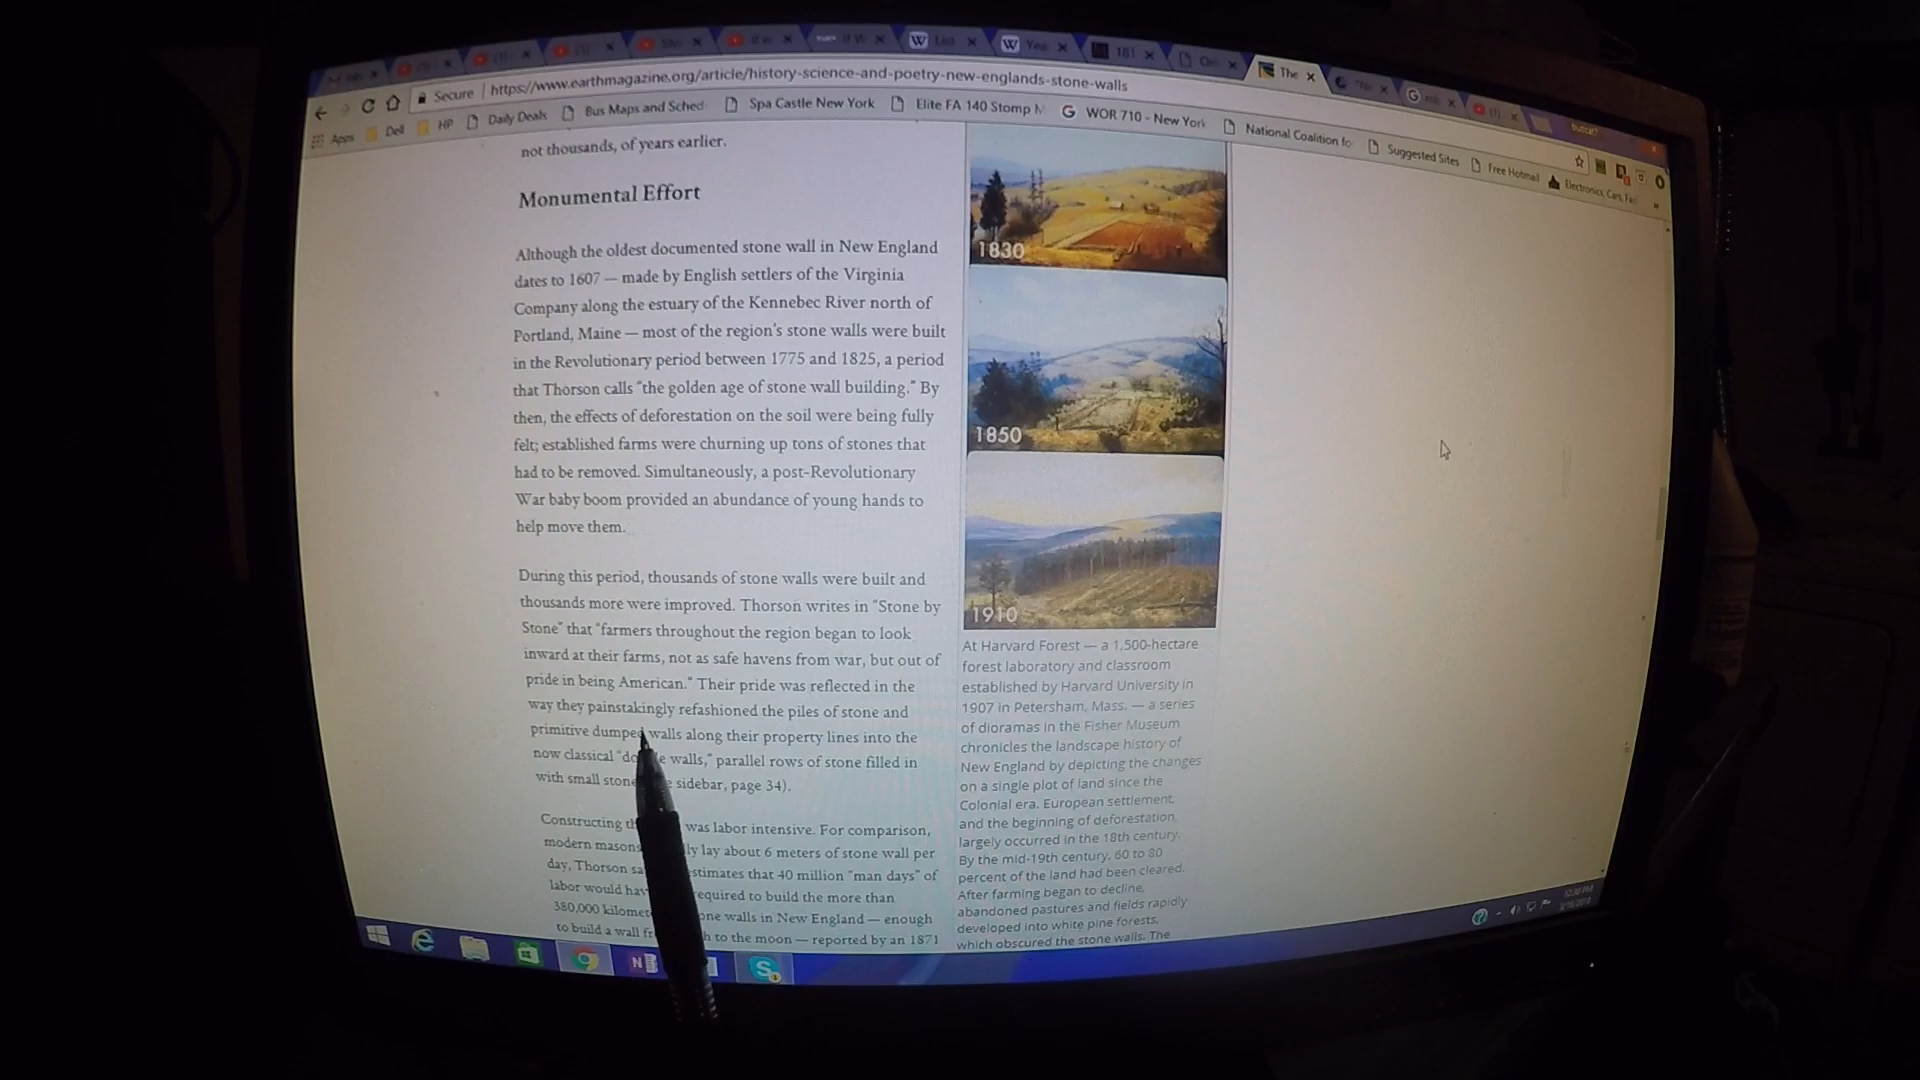 https://www.earthmagazine.org/article/history-science-and-poetry-new-englands-stone-walls
Secure
The
181
Apps
Dell
HP
Daily Deals
Bus Maps and Sched
Spa Castle New York
Elite FA 140 Stomp
WOR 710 - New York
National Coalition fo
Suggested Sites
Free Hotmail
Electronics, Cars, Fas
not thousands, of years earlier.
Monumental Effort
Although the oldest documented stone wall in New England
dates to 1607 — made by English settlers of the Virginia
Company along the estuary of the Kennebec River north of
Portland, Maine — most of the region's stone walls were built
in the Revolutionary period between 1775 and 1825, a period
that Thorson calls "the golden age of stone wall building." By
then, the effects of deforestation on the soil were being fully
felt; established farms were churning up tons of stones that
had to be removed. Simultaneously, a post-Revolutionary
War baby boom provided an abundance of young hands to
help move them.
During this period, thousands of stone walls were built and
thousands more were improved. Thorson writes in "Stone by
Stone" that "farmers throughout the region began to look
inward at their farms, not as safe havens from war, but out of
pride in being American." Their pride was reflected in the
way they painstakingly refashioned the piles of stone and
primitive dumped walls along their property lines into the
now classical walls," parallel rows of stone filled in
with small sidebar, page 34).
Constructing was labor intensive. For comparison,
modern masons lay about 6 meters of stone wall per
day, Thorson estimates that 40 million "man days" of
labor would required to build the more than
380,000 walls in New England — enough
to build a wall to the moon — reported by an 1871
1830
1850
1910
At Harvard Forest — a 1,500-hectare
forest laboratory and classroom
established by Harvard University in
1907 in Petersham, Mass. — a series
of dioramas in the Fisher Museum
chronicles the landscape history of
New England by depicting the changes
on a single plot of land since the
Colonial era. European settlement,
and the beginning of deforestation,
largely occurred in the 18th century.
By the mid-19th century, 60 to 80
percent of the land had been cleared.
After farming began to decline,
abandoned pastures and fields rapidly
developed into white pine forests,
which obscured the stone walls. The